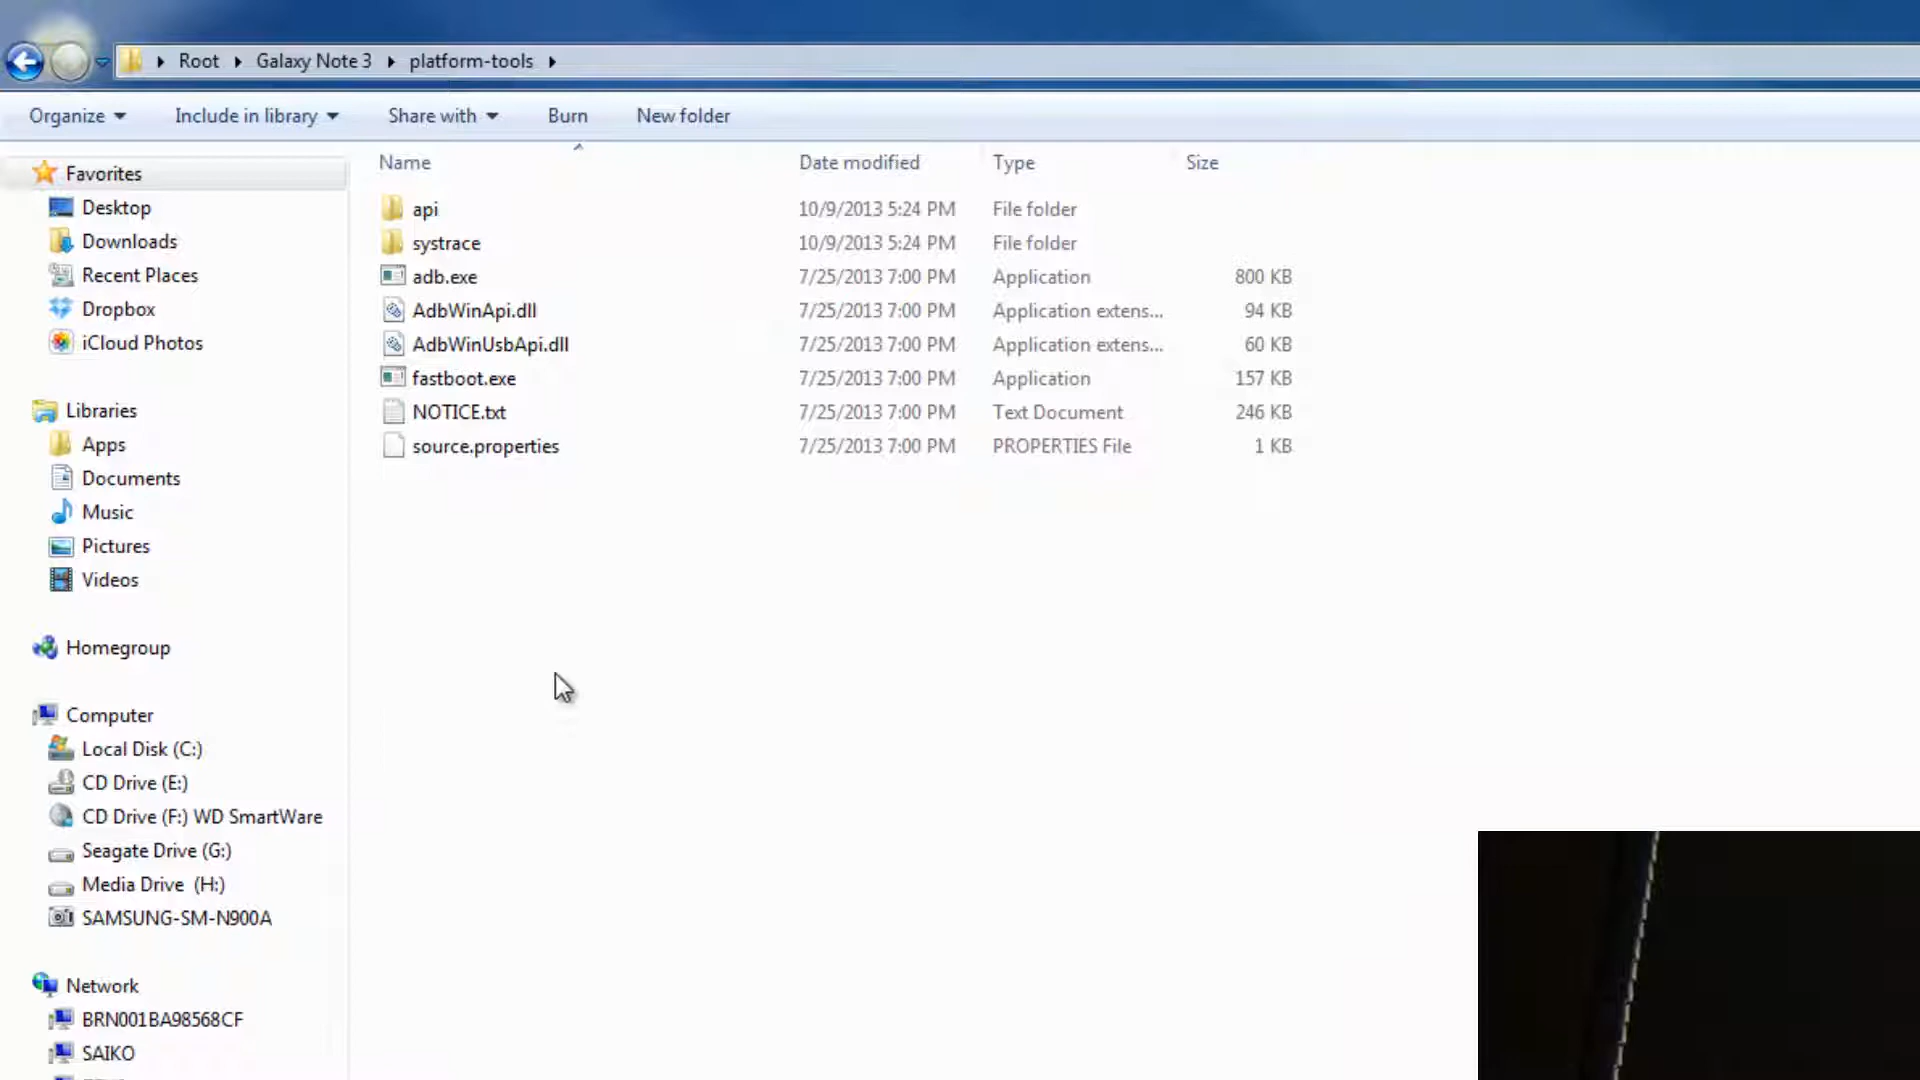 Root Galaxy Note 3 platform-tools
Organize Include in library Share with Burn New folder
Name Date modified Type Size
api 10/9/2013 5:24 PM File folder
systrace 10/9/2013 5:24 PM File folder
adb.exe 7/25/2013 7:00 PM Application 800 KB
AdbWinApi.dll 7/25/2013 7:00 PM Application extens... 94 KB
AdbWinUsbApi.dll 7/25/2013 7:00 PM Application extens... 60 KB
fastboot.exe 7/25/2013 7:00 PM Application 157 KB
NOTICE.txt 7/25/2013 7:00 PM Text Document 246 KB
source.properties 7/25/2013 7:00 PM PROPERTIES File 1 KB
Favorites
Desktop
Downloads
Recent Places
Dropbox
iCloud Photos
Libraries
Apps
Documents
Music
Pictures
Videos
Homegroup
Computer
Local Disk (C:)
CD Drive (E:)
CD Drive (F:) WD SmartWare
Seagate Drive (G:)
Media Drive (H:)
SAMSUNG-SM-N900A
Network
BRN001BA98568CF
SAIKO